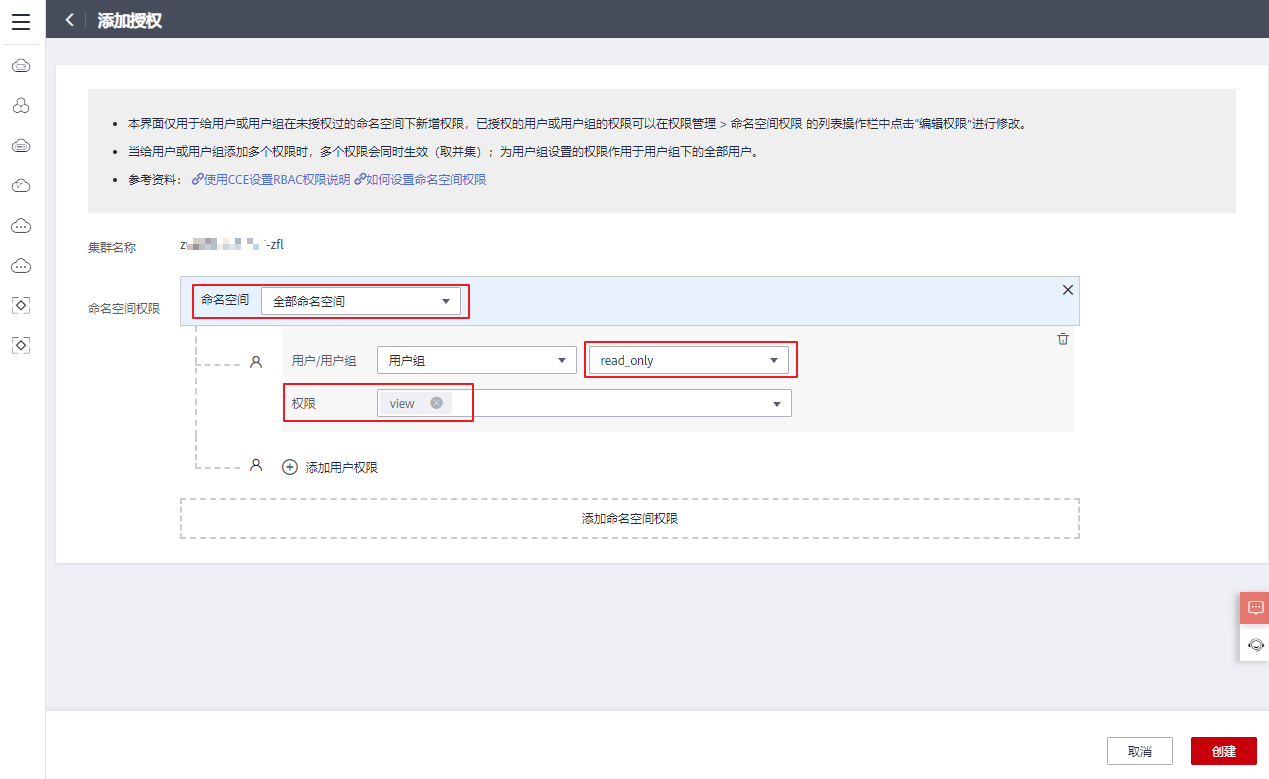 添加授权
本界面仅用于给用户或用户组在未授权过的命名空间下新增权限，已授权的用户或用户组的权限可以在权限管理 > 命名空间权限 的列表操作栏中点击“编辑权限”进行修改。
当给用户或用户组添加多个权限时，多个权限会同时生效（取并集）；为用户组设置的权限作用于用户组下的全部用户。
参考资料： 使用CCE设置RBAC权限说明 如何设置命名空间权限
集群名称 z -zfl
命名空间权限
命名空间 全部命名空间
用户/用户组 用户组 read_only
权限 view
添加用户权限
添加命名空间权限
取消 创建